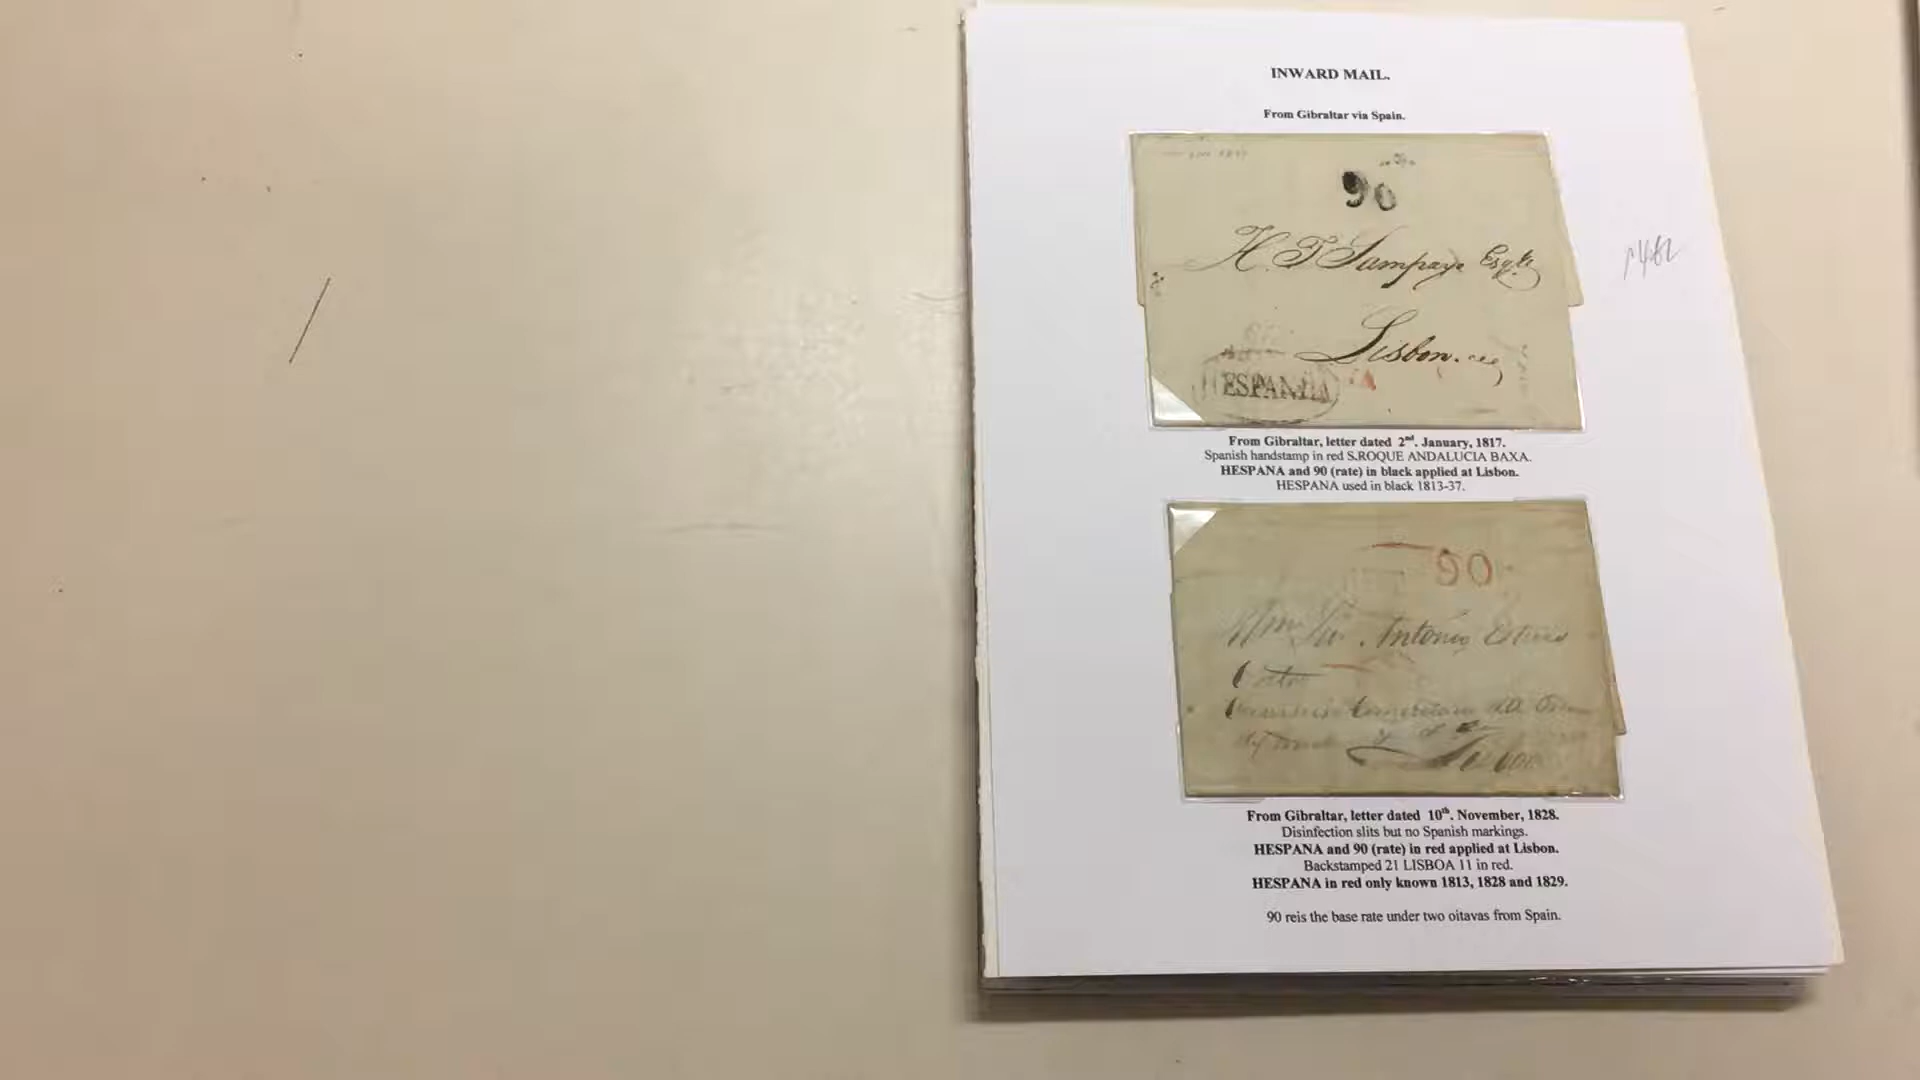 INWARD MAIL.
From Gibraltar via Spain.
90
H. T Sampayo Esqre
Lisbon.
HESPANHA
From Gibraltar, letter dated 2nd. January, 1817.
Spanish handstamp in red S.ROQUE ANDALUCIA BAXA.
HESPANA and 90 (rate) in black applied at Lisbon.
HESPANA used in black 1813-37.
90
Antonio
From Gibraltar, letter dated 10th. November, 1828.
Disinfection slits but no Spanish markings.
HESPANA and 90 (rate) in red applied at Lisbon.
Backstamped 21 LISBOA 11 in red.
HESPANA in red only known 1813, 1828 and 1829.
90 reis the base rate under two oitavas from Spain.